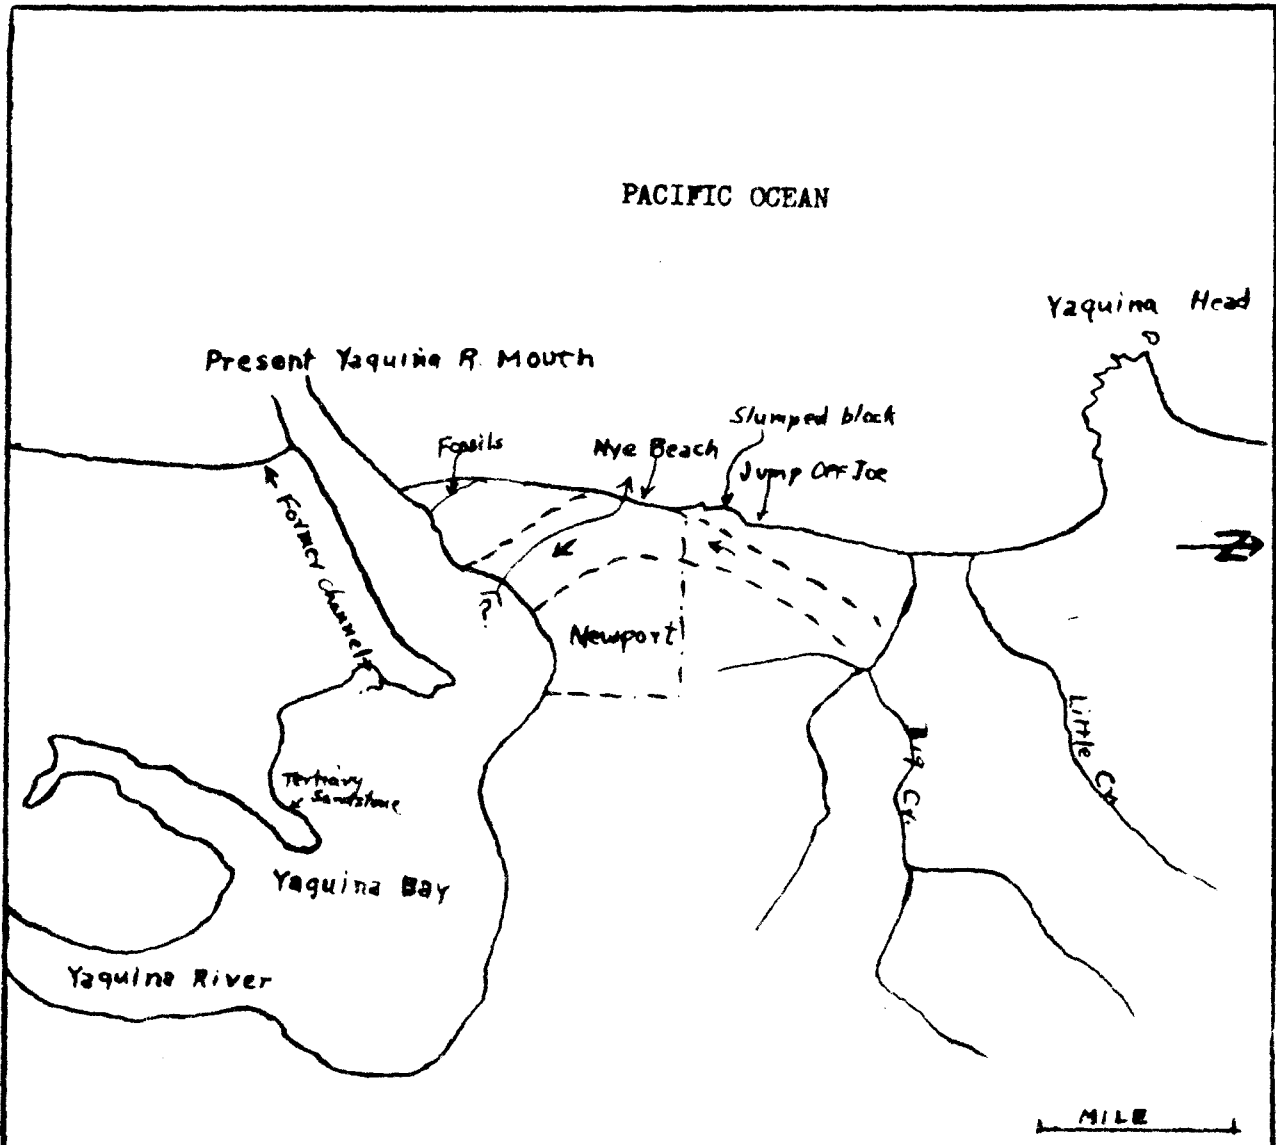 PACIFIC OCEAN
Yaquina Head
Present Yaquina R. Mouth
Slumped block
Fossils
Nye Beach
Jump Off Joe
Former Channel?
N
?
Newport
Little Cr.
Big Cr.
Tertiary
Sandstone
Yaquina Bay
Yaquina River
MILE